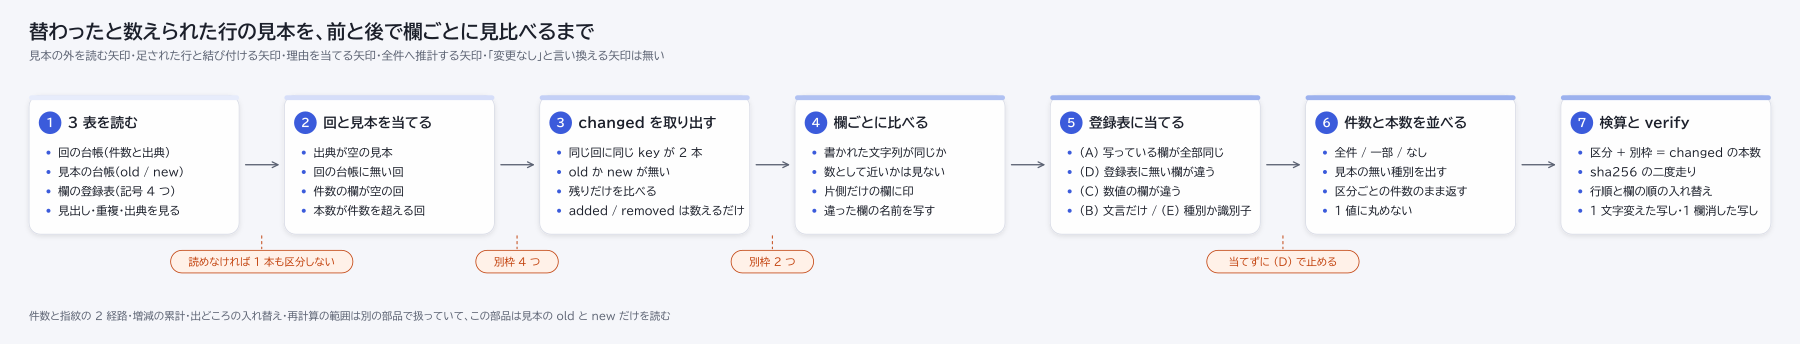 替わったと数えられた行の見本を、前と後で欄ごとに見比べるまで
見本の外を読む矢印・足された行と結び付ける矢印・理由を当てる矢印・全件へ推計する矢印・「変更なし」と言い換える矢印は無い
1 3 表を読む
• 回の台帳(件数と出典)
• 見本の台帳(old / new)
• 欄の登録表(記号 4 つ)
• 見出し・重複・出典を見る
2 回と見本を当てる
• 出典が空の見本
• 回の台帳に無い回
• 件数の欄が空の回
• 本数が件数を超える回
3 changed を取り出す
• 同じ回に同じ key が 2 本
• old か new が無い
• 残りだけを比べる
• added / removed は数えるだけ
4 欄ごとに比べる
• 書かれた文字列が同じか
• 数として近いかは見ない
• 片側だけの欄に印
• 違った欄の名前を写す
5 登録表に当てる
• (A) 写っている欄が全部同じ
• (D) 登録表に無い欄が違う
• (C) 数値の欄が違う
• (B) 文言だけ / (E) 種別か識別子
6 件数と本数を並べる
• 全件 / 一部 / なし
• 見本の無い種別を出す
• 区分ごとの件数のまま返す
• 1 値に丸めない
7 検算と verify
• 区分 + 別枠 = changed の本数
• sha256 の二度走り
• 行順と欄の順の入れ替え
• 1 文字変えた写し・1 欄消した写し
読めなければ 1 本も区分しない
別枠 4 つ
別枠 2 つ
当てずに (D) で止める
件数と指紋の 2 経路・増減の累計・出どころの入れ替え・再計算の範囲は別の部品で扱っていて、この部品は見本の old と new だけを読む